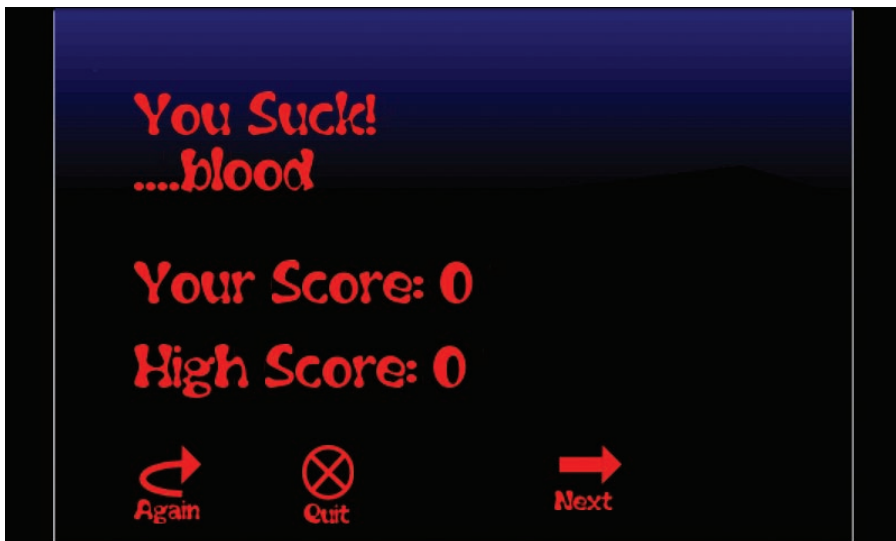 You Suck!
....blood
Your Score: 0
High Score: 0
Again Quit Next